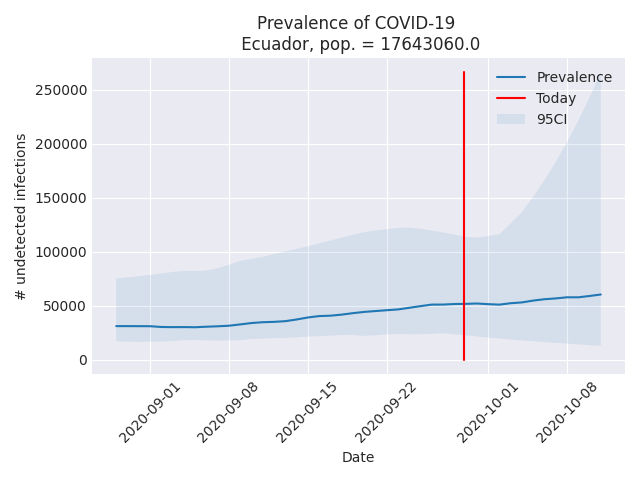 Prevalence of COVID-19
Ecuador, pop. = 17643060.0
Prevalence
Today
95CI
250000
200000
150000
100000
50000
0
# undetected infections
2020-09-01
2020-09-08
2020-09-15
2020-09-22
2020-10-01
2020-10-08
Date